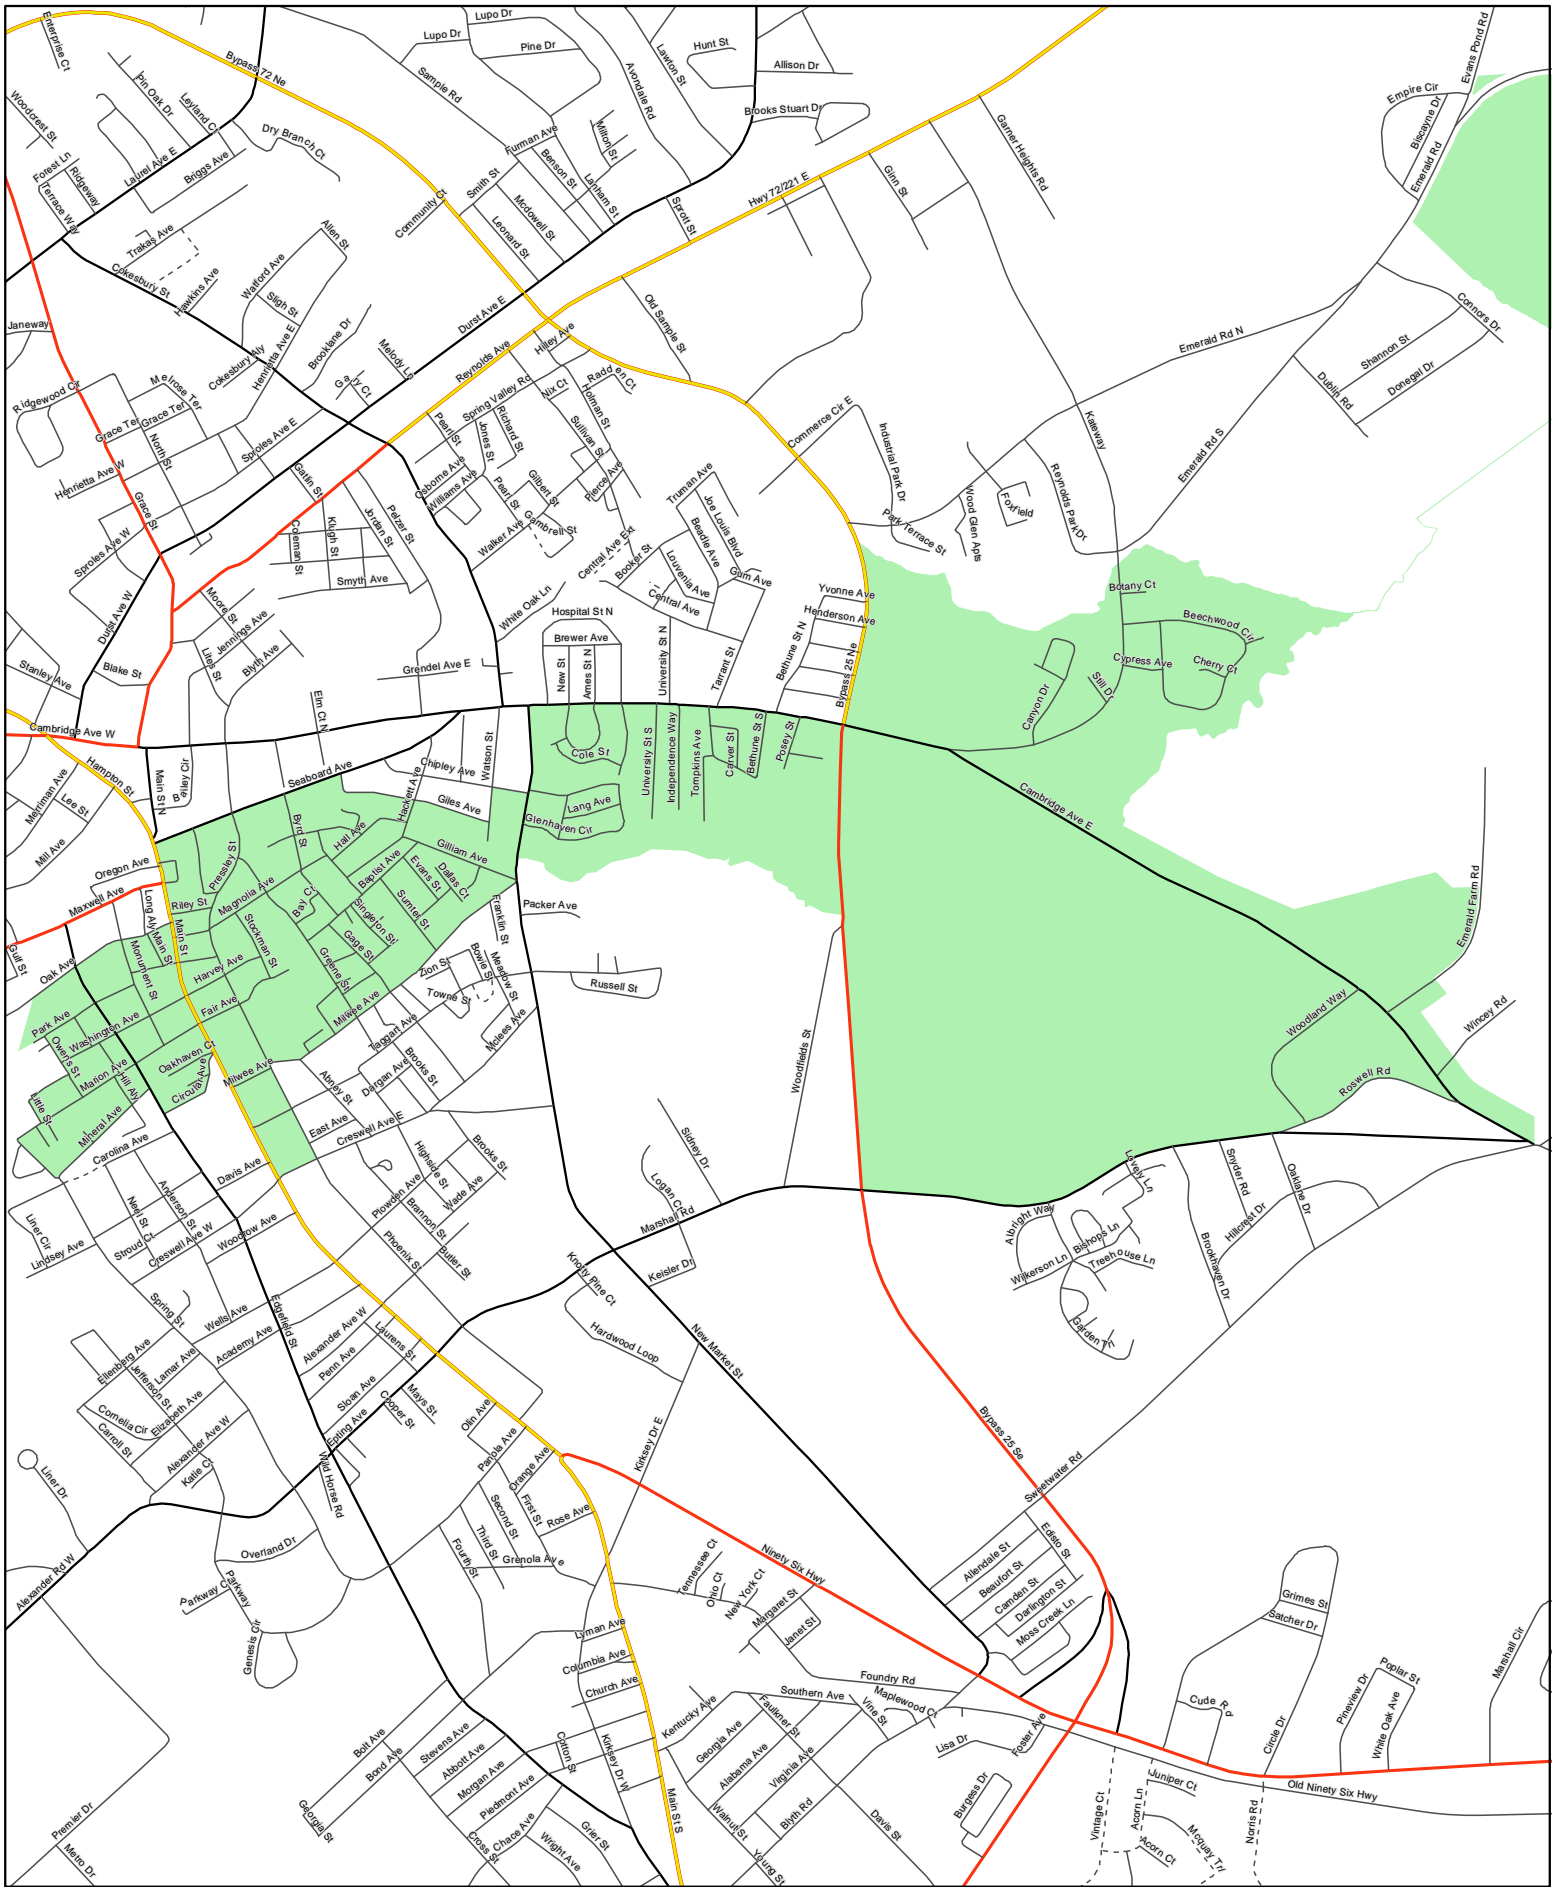 Enterprise Ct
Bypass 72 Ne
Lupo Dr
Lupo Dr
Pine Dr
Sample Rd
Avondale Rd
Lawton St
Hunt St
Allison Dr
Brooks Stuart Dr
Evans Pond Rd
Empire Cir
Biscayne Dr
Emerald Rd
Woodcrest St
Pin Oak Dr
Leyland Ct
Dry Branch Ct
Forest Ln
Ridgeway
Terrace Way
Laurel Ave E
Briggs Ave
Furman Ave
Milton St
Benson St
Lanham St
Smith St
Mcdowell St
Leonard St
Community Ct
Sprott St
Hwy 72/221 E
Ginn St
Garner Heights Rd
Trakas Ave
Cokesbury St
Hawkins Ave
Allen St
Watford Ave
Sligh St
Henrietta Ave E
Brooklane Dr
Cokesbury Aly
Melody Ln
Gary Ct
Durst Ave E
Reynolds Ave
Hilley Ave
Old Sample St
Emerald Rd N
Connors Dr
Shannon St
Donegal Dr
Dublin Rd
Janeway
Ridgewood Cir
Melrose Ter
Grace Ter
Grace Ter
North St
Henrietta Ave W
Grace St
Sproles Ave E
Sproles Ave W
Gatlin St
Pearl St
Spring Valley Rd
Nix Ct
Radden Ct
Holman St
Sullivan St
Richard St
Jones St
Osborne Ave
Williams Ave
Pearl St
Gilbert St
Pierce Ave
Gambrell St
Walker Ave
Commerce Cir E
Industrial Park Dr
Park Terrace St
Wood Glen Apts
Foxfield
Reynolds Park Dr
Kateway
Emerald Rd S
Coleman St
Klugh St
Jordan St
Pelzer St
Smyth Ave
Truman Ave
Joe Louis Blvd
Beadle Ave
Central Ave Ext
Booker St
Louvenia Ave
Central Ave
Gum Ave
White Oak Ln
Hospital St N
Brewer Ave
New St
Ames St N
University St N
Tarrant St
Bethune St N
Yvonne Ave
Henderson Ave
Bypass 25 Ne
Botany Ct
Beechwood Cir
Cypress Ave
Cherry Ct
Still Dr
Canyon Dr
Durst Ave W
Moore St
Jennings Ave
Lites St
Blyth Ave
Blake St
Stanley Ave
Grendel Ave E
Elm Ct N
Cambridge Ave W
Hampton St
Main St N
Bailey Cir
Merriman Ave
Lee St
Mill Ave
Seaboard Ave
Chipley Ave
Watson St
Giles Ave
Hackett Ave
Cole St
Lang Ave
Glenhaven Cir
University St S
Independence Way
Tompkins Ave
Carver St
Bethune St S
Posey St
Cambridge Ave E
Emerald Farm Rd
Oregon Ave
Maxwell Ave
Pressley St
Byrd St
Hall Ave
Gilliam Ave
Baptist Ave
Evans St
Dallas Ct
Sumter St
Magnolia Ave
Bay Ct
Singleton St
Gage St
Greene St
Riley St
Long Aly
Main St
Main St
Stockman St
Harvey Ave
Monument St
Fair Ave
Gulf St
Oak Ave
Park Ave
Washington Ave
Owens St
Marion Ave
Hill Aly
Little St
Mineral Ave
Oakhaven Ct
Circular Ave
Milwee Ave
Milwee Ave
Franklin St
Packer Ave
Zion St
Bowie St
Meadow St
Towne St
Mclees Ave
Taggart Ave
Russell St
Dargan Ave
Brooks St
Abney St
East Ave
Creswell Ave E
Woodfields St
Woodland Way
Wincey Rd
Roswell Rd
Carolina Ave
Davis Ave
Anderson St
Neel St
Stroud Ct
Creswell Ave W
Woodrow Ave
Liner Cir
Lindsey Ave
Highside St
Brooks St
Wade Ave
Plowden Ave
Brannon St
Butler St
Phoenix St
Sidney Dr
Logan Ct
Marshall Rd
Keisler Dr
Knotty Pine Ct
Hardwood Loop
New Market St
Lovely Ln
Albright Way
Bishops Ln
Wilkerson Ln
Treehouse Ln
Garden Trl
Snyder Rd
Oaklane Dr
Hillcrest Dr
Brookhaven Dr
Spring St
Wells Ave
Academy Ave
Edgefield St
Ellenberg Ave
Jefferson St
Lamar Ave
Elizabeth Ave
Cornelia Cir
Carroll St
Alexander Ave W
Katie Ct
Alexander Ave W
Penn Ave
Laurens St
Sloan Ave
Mays St
Cooper St
Epting Ave
Wild Horse Rd
Olin Ave
Panola Ave
Orange Ave
First St
Second St
Third St
Fourth St
Rose Ave
Grenola Ave
Kirksey Dr E
Bypass 25 Se
Sweetwater Rd
Liner Dr
Alexander Rd W
Overland Dr
Parkway Ct
Parkway
Genesis Cir
Ninety Six Hwy
Tennessee Ct
Ohio Ct
New York Ct
Margaret St
Janet St
Edisto St
Allendale St
Beaufort St
Camden St
Darlington St
Moss Creek Ln
Lyman Ave
Columbia Ave
Church Ave
Foundry Rd
Southern Ave
Maplewood Ct
Vine St
Faulkner St
Kentucky Ave
Georgia Ave
Alabama Ave
Virginia Ave
Walnut St
Blyth Rd
Young St
Davis St
Lisa Dr
Foster Ave
Burgess Dr
Grimes St
Satcher Dr
Cude Rd
Circle Dr
Poplar St
Pineview Dr
White Oak Ave
Marshall Cir
Bolt Ave
Bond Ave
Stevens Ave
Abbott Ave
Morgan Ave
Piedmont Ave
Cotton St
Kirksey Dr W
Main St S
Georgia St
Cross St
Chace Ave
Wright Ave
Grier St
Premier Dr
Metro Dr
Vintage Ct
Acorn Ln
Juniper Ct
Acorn Ct
Mcquay Trl
Norris Rd
Old Ninety Six Hwy